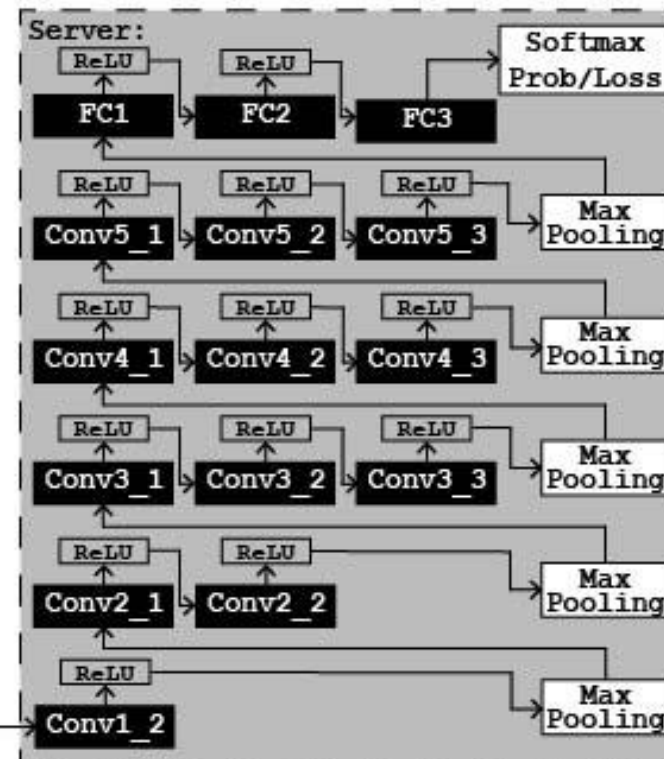 Server:
ReLU
ReLU
Softmax
Prob/Loss
FC1
FC2
FC3
ReLU
ReLU
ReLU
Max
Pooling
Conv5_1
Conv5_2
Conv5_3
ReLU
ReLU
ReLU
Max
Pooling
Conv4_1
Conv4_2
Conv4_3
ReLU
ReLU
ReLU
Max
Pooling
Conv3_1
Conv3_2
Conv3_3
ReLU
ReLU
Max
Pooling
Conv2_1
Conv2_2
ReLU
Max
Pooling
Conv1_2